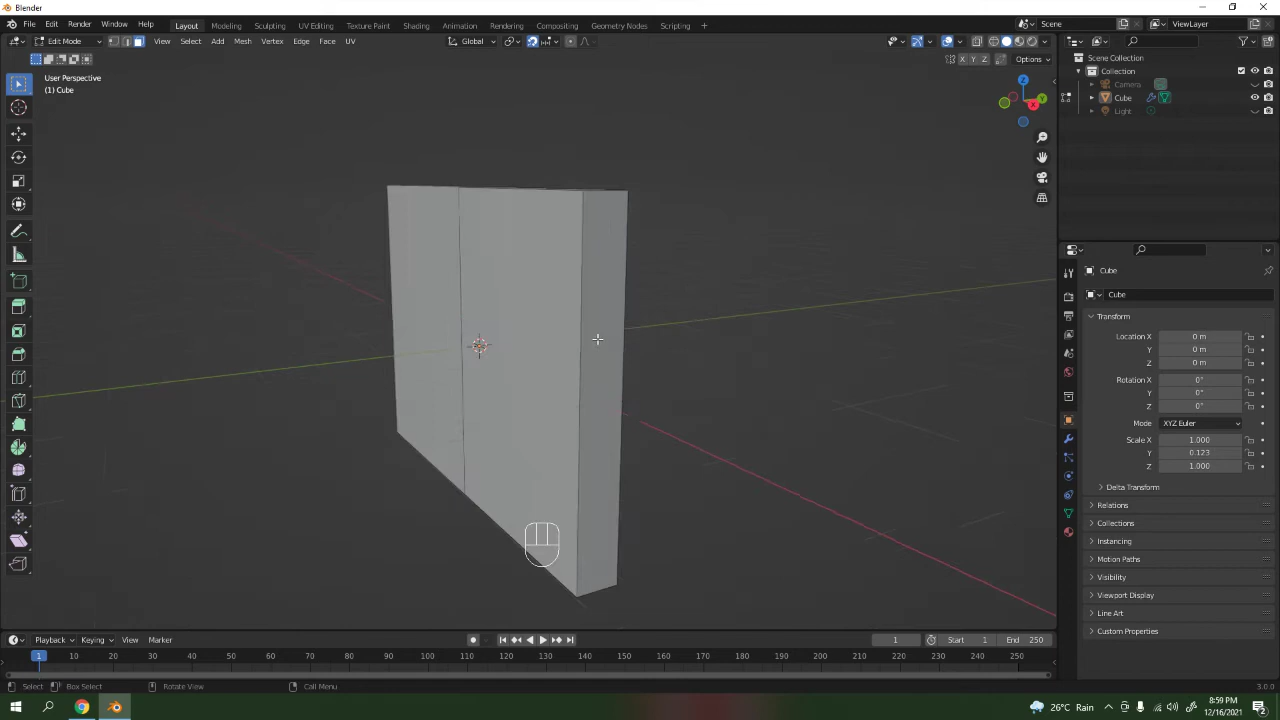 Blender
File Edit Render Window Help Layout Modeling Sculpting UV Editing Texture Paint Shading Animation Rendering Compositing Geometry Nodes Scripting + Scene ViewLayer
Edit Mode View Select Add Mesh Vertex Edge Face UV Global
X Y Z Options
User Perspective
(1) Cube
Z
Y
X
Scene Collection
Collection
Camera
Cube
Light
Cube
Cube
Transform
Location X 0 m
Y 0 m
Z 0 m
Rotation X 0°
Y 0°
Z 0°
Mode XYZ Euler
Scale X 1.000
Y 0.123
Z 1.000
Delta Transform
Relations
Collections
Instancing
Motion Paths
Visibility
Viewport Display
Line Art
Custom Properties
Playback Keying View Marker 1 Start 1 End 250
1 10 20 30 40 50 60 70 80 90 100 110 120 130 140 150 160 170 180 190 200 210 220 230 240 250
Select Box Select Rotate View Call Menu 3.0.0
26°C Rain
8:59 PM
12/16/2021
2